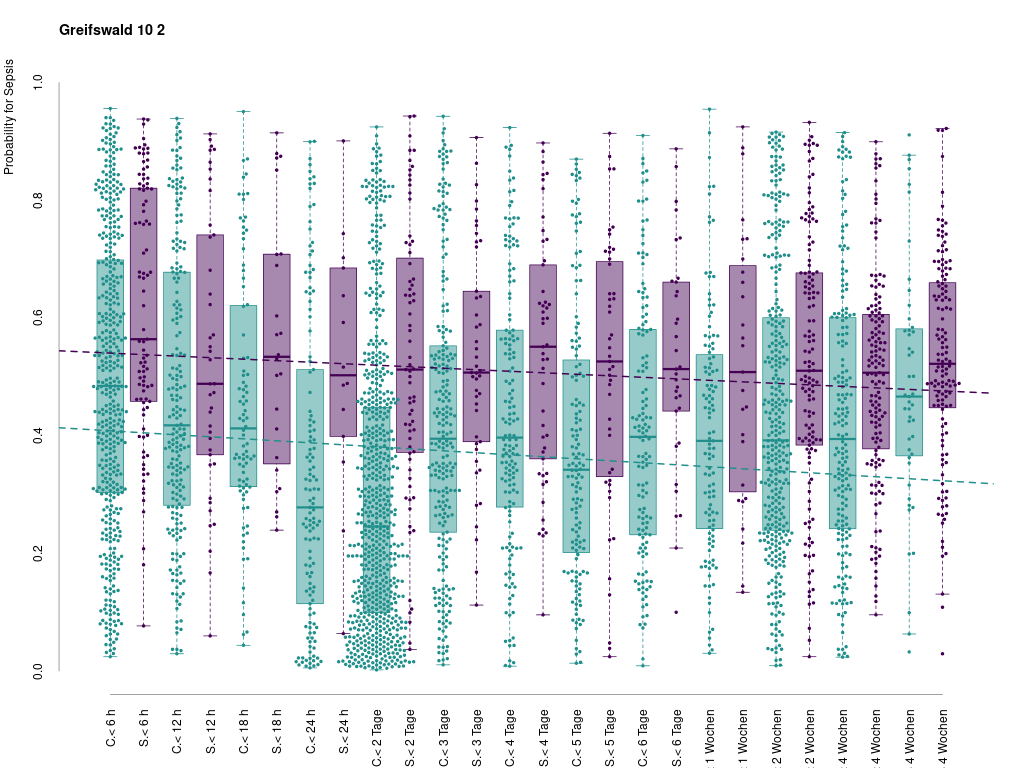 Greifswald 10 2
Probability for Sepsis
1.0
0.8
0.6
0.4
0.2
0.0
C.< 6 h
S.< 6 h
C.< 12 h
S.< 12 h
C.< 18 h
S.< 18 h
C.< 24 h
S.< 24 h
C.< 2 Tage
S.< 2 Tage
C.< 3 Tage
S.< 3 Tage
C.< 4 Tage
S.< 4 Tage
C.< 5 Tage
S.< 5 Tage
C.< 6 Tage
S.< 6 Tage
1 Wochen
1 Wochen
2 Wochen
2 Wochen
4 Wochen
4 Wochen
4 Wochen
4 Wochen